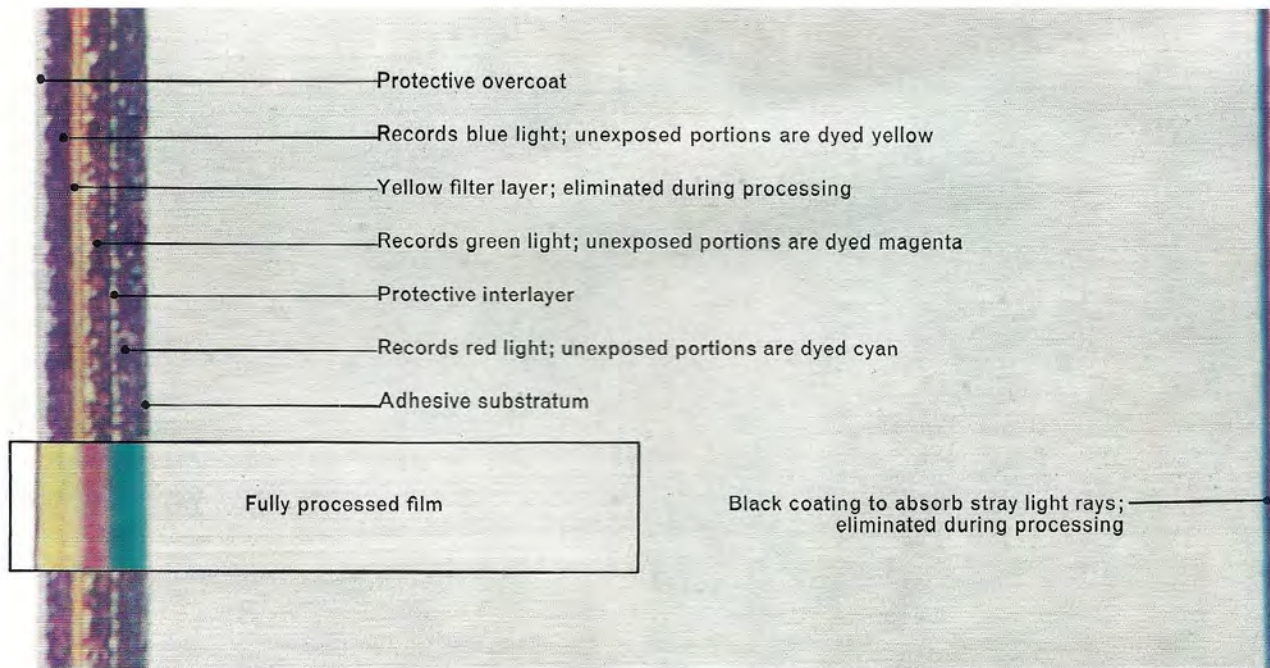 Protective overcoat
Records blue light; unexposed portions are dyed yellow
Yellow filter layer; eliminated during processing
Records green light; unexposed portions are dyed magenta
Protective interlayer
Records red light; unexposed portions are dyed cyan
Adhesive substratum
Fully processed film
Black coating to absorb stray light rays;
eliminated during processing